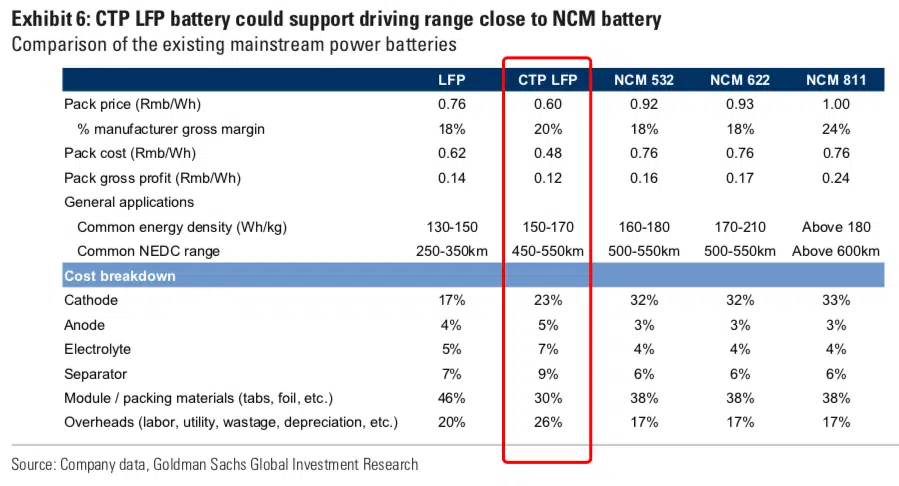 Exhibit 6: CTP LFP battery could support driving range close to NCM battery
Comparison of the existing mainstream power batteries
LFP CTP LFP NCM 532 NCM 622 NCM 811
Pack price (Rmb/Wh) 0.76 0.60 0.92 0.93 1.00
% manufacturer gross margin 18% 20% 18% 18% 24%
Pack cost (Rmb/Wh) 0.62 0.48 0.76 0.76 0.76
Pack gross profit (Rmb/Wh) 0.14 0.12 0.16 0.17 0.24
General applications
Common energy density (Wh/kg) 130-150 150-170 160-180 170-210 Above 180
Common NEDC range 250-350km 450-550km 500-550km 500-550km Above 600km
Cost breakdown
Cathode 17% 23% 32% 32% 33%
Anode 4% 5% 3% 3% 3%
Electrolyte 5% 7% 4% 4% 4%
Separator 7% 9% 6% 6% 6%
Module / packing materials (tabs, foil, etc.) 46% 30% 38% 38% 38%
Overheads (labor, utility, wastage, depreciation, etc.) 20% 26% 17% 17% 17%
Source: Company data, Goldman Sachs Global Investment Research